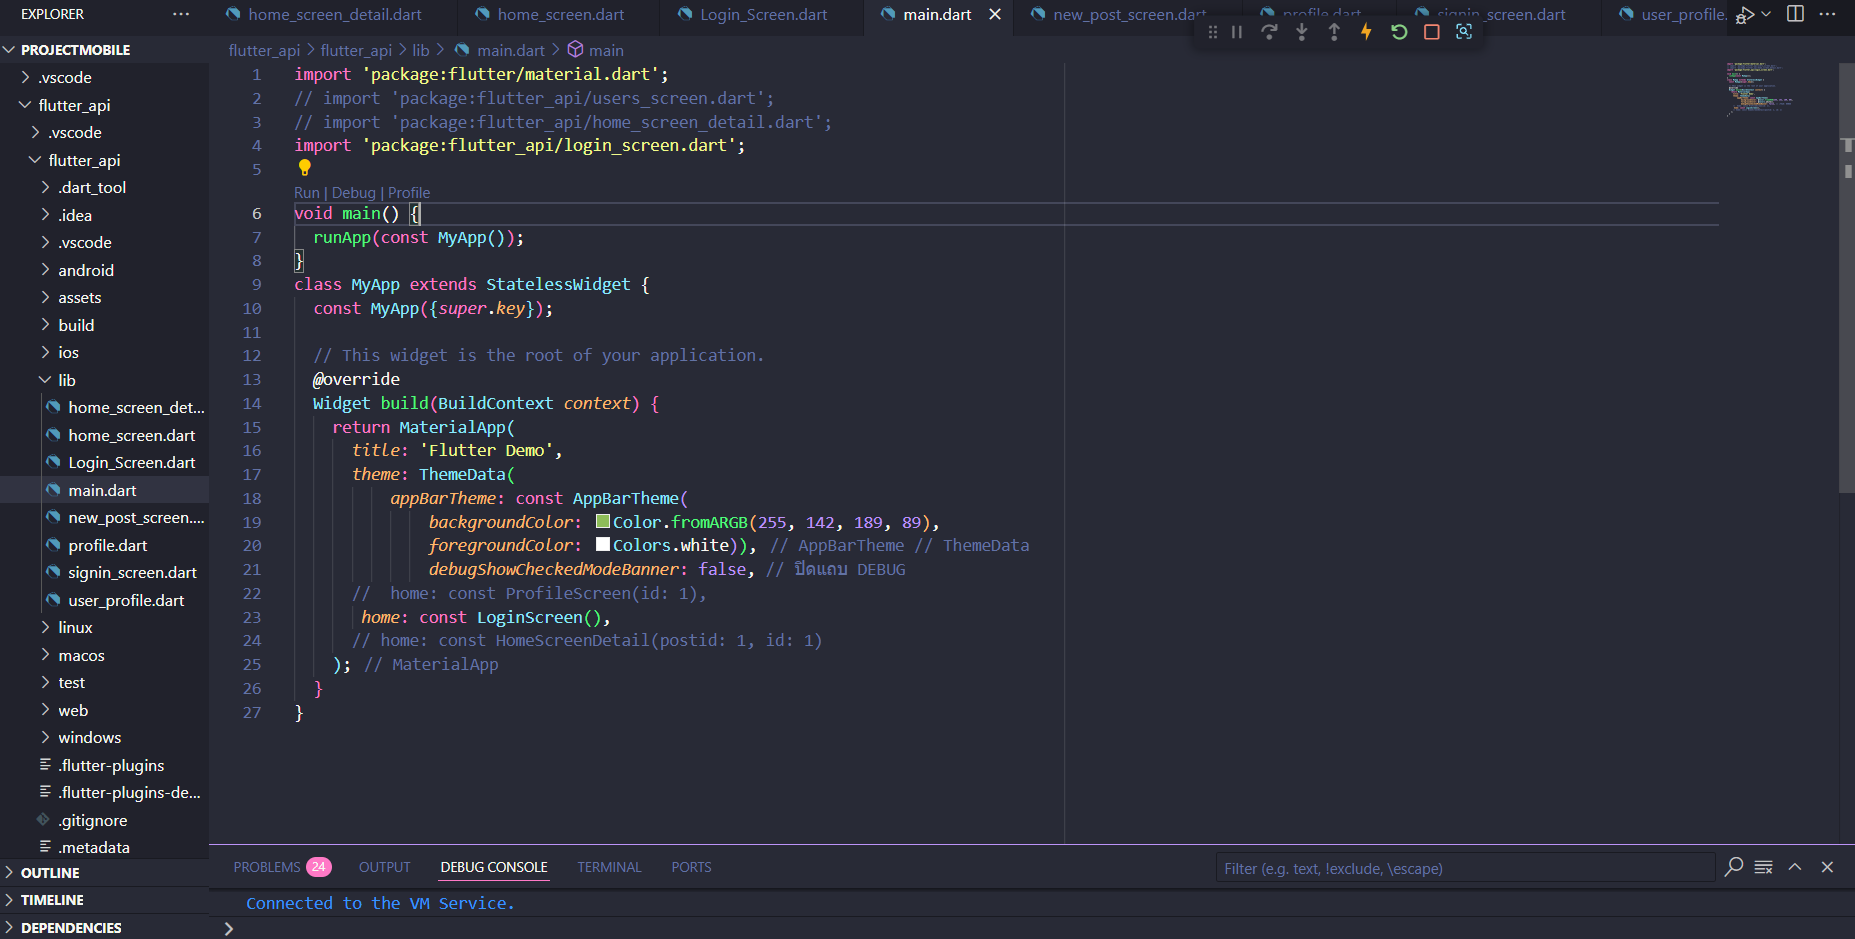 EXPLORER
home_screen_detail.dart
home_screen.dart
Login_Screen.dart
main.dart
new_post_screen.dart
profile.dart
signin_screen.dart
user_profile.
PROJECTMOBILE
.vscode
flutter_api
.vscode
flutter_api
.dart_tool
.idea
.vscode
android
assets
build
ios
lib
home_screen_det...
home_screen.dart
Login_Screen.dart
main.dart
new_post_screen....
profile.dart
signin_screen.dart
user_profile.dart
linux
macos
test
web
windows
.flutter-plugins
.flutter-plugins-de...
.gitignore
.metadata
OUTLINE
TIMELINE
DEPENDENCIES
flutter_api > flutter_api > lib > main.dart > main
1 import 'package:flutter/material.dart';
2 // import 'package:flutter_api/users_screen.dart';
3 // import 'package:flutter_api/home_screen_detail.dart';
4 import 'package:flutter_api/login_screen.dart';
5
Run | Debug | Profile
6 void main() {
7 runApp(const MyApp());
8 }
9 class MyApp extends StatelessWidget {
10 const MyApp({super.key});
11
12 // This widget is the root of your application.
13 @override
14 Widget build(BuildContext context) {
15 return MaterialApp(
16 title: 'Flutter Demo',
17 theme: ThemeData(
18 appBarTheme: const AppBarTheme(
19 backgroundColor: Color.fromARGB(255, 142, 189, 89),
20 foregroundColor: Colors.white)), // AppBarTheme // ThemeData
21 debugShowCheckedModeBanner: false, // ปิดแถบ DEBUG
22 // home: const ProfileScreen(id: 1),
23 home: const LoginScreen(),
24 // home: const HomeScreenDetail(postid: 1, id: 1)
25 ); // MaterialApp
26 }
27 }
PROBLEMS 24 OUTPUT DEBUG CONSOLE TERMINAL PORTS
Filter (e.g. text, !exclude, \escape)
Connected to the VM Service.